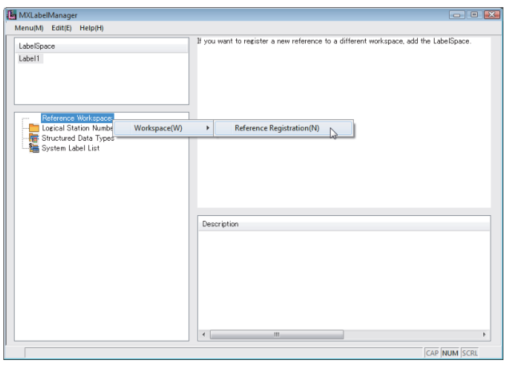 MXLabelManager
Menu(M) Edit(E) Help(H)
LabelSpace
Label1
If you want to register a new reference to a different workspace, add the LabelSpace.
Reference Workspace
Logical Station Number
Workspace(W)
Reference Registration(N)
Structured Data Types
System Label List
Description
CAP NUM SCRL